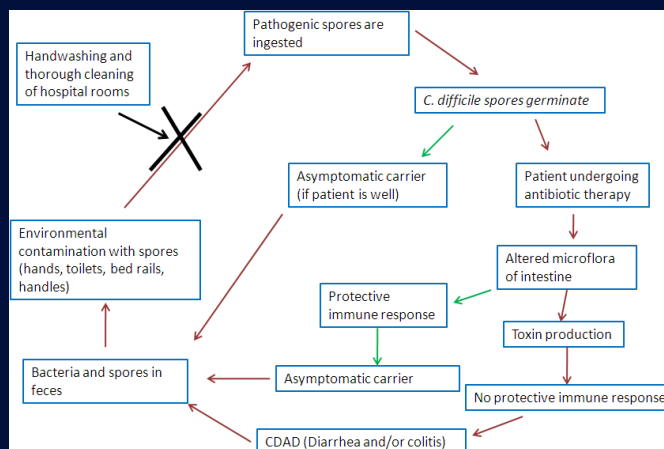 Pathogenic spores are
ingested
Handwashing and
thorough cleaning
of hospital rooms
C. difficile spores germinate
Asymptomatic carrier
(if patient is well)
Patient undergoing
antibiotic therapy
Environmental
contamination with spores
(hands, toilets, bed rails,
handles)
Altered microflora
of intestine
Protective
immune response
Toxin production
Bacteria and spores in
feces
Asymptomatic carrier
No protective immune response
CDAD (Diarrhea and/or colitis)